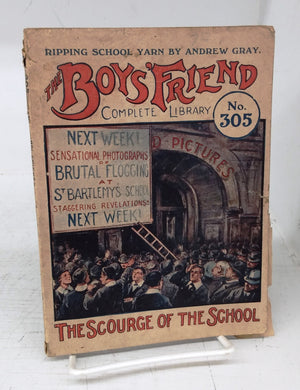 RIPPING SCHOOL YARN BY ANDREW GRAY.
THE BOYS' FRIEND
COMPLETE LIBRARY
No.
305
NEXT WEEK!
SENSATIONAL PHOTOGRAPHS
OF
BRUTAL FLOGGING
AT
ST BARTLEMY'S SCHOOL
STAGGERING REVELATIONS!
NEXT WEEK!
D-PICTURES
THE SCOURGE OF THE SCHOOL